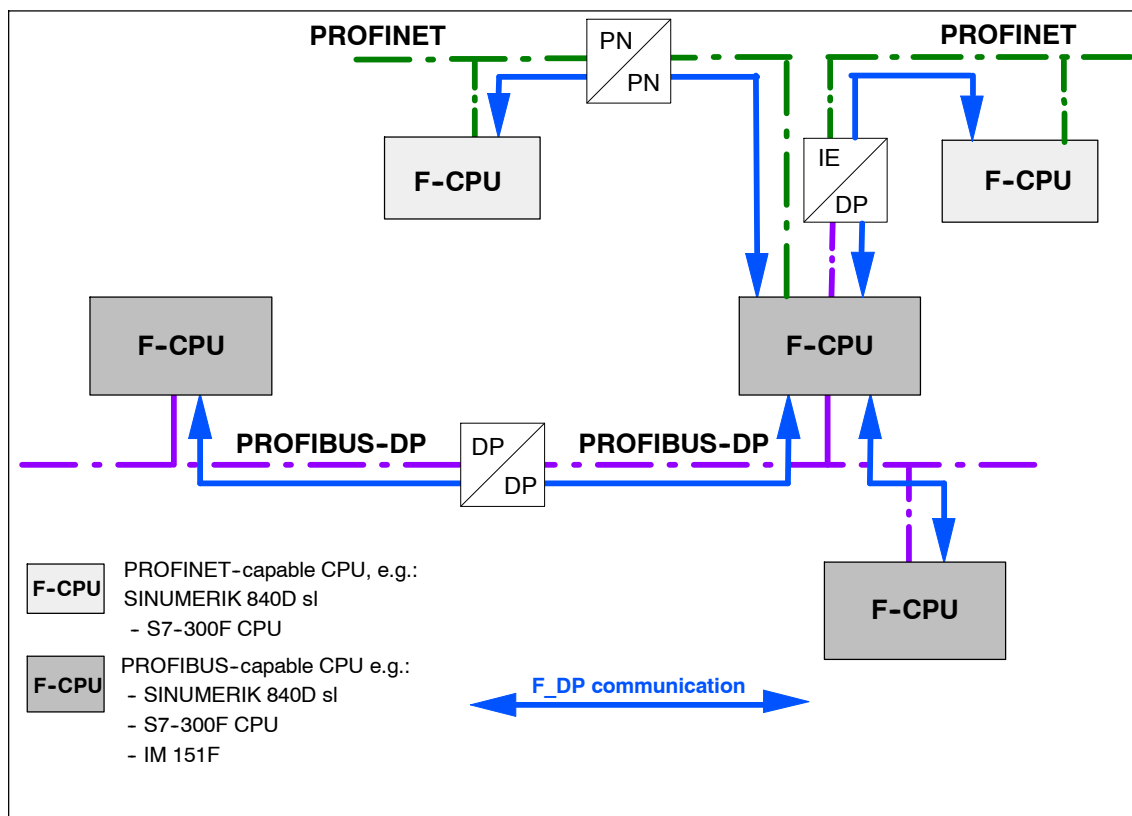 PROFINET
PN
PN
PROFINET
F-CPU
IE
DP
F-CPU
F-CPU
F-CPU
PROFIBUS-DP
DP
DP
PROFIBUS-DP
F-CPU
F-CPU
PROFINET-capable CPU, e.g.:
SINUMERIK 840D sl
- S7-300F CPU
F-CPU
PROFIBUS-capable CPU e.g.:
- SINUMERIK 840D sl
- S7-300F CPU
- IM 151F
F_DP communication